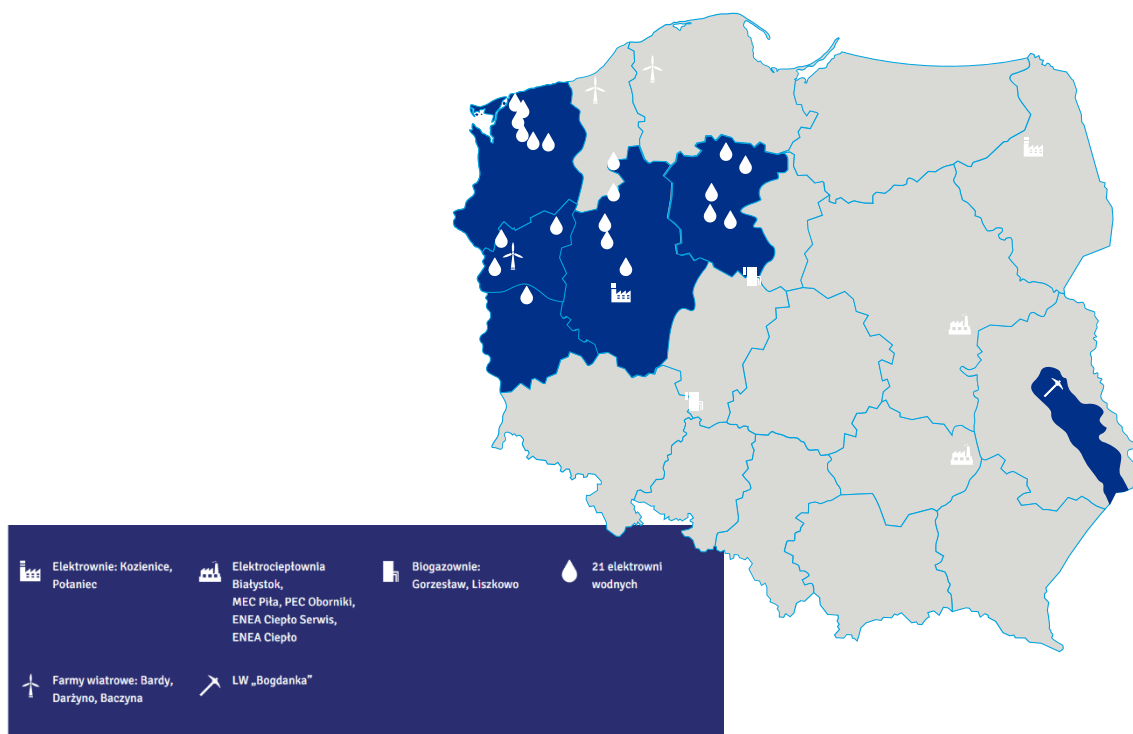 Elektrownie: Kozienice,
Połaniec
Elektrociepłownia
Białystok,
MEC Piła, PEC Oborniki,
ENEA Ciepło Serwis,
ENEA Ciepło
Biogazownie:
Gorzesław, Liszkowo
21 elektrowni
wodnych
Farmy wiatrowe: Bardy,
Darżyno, Baczyna
LW „Bogdanka”